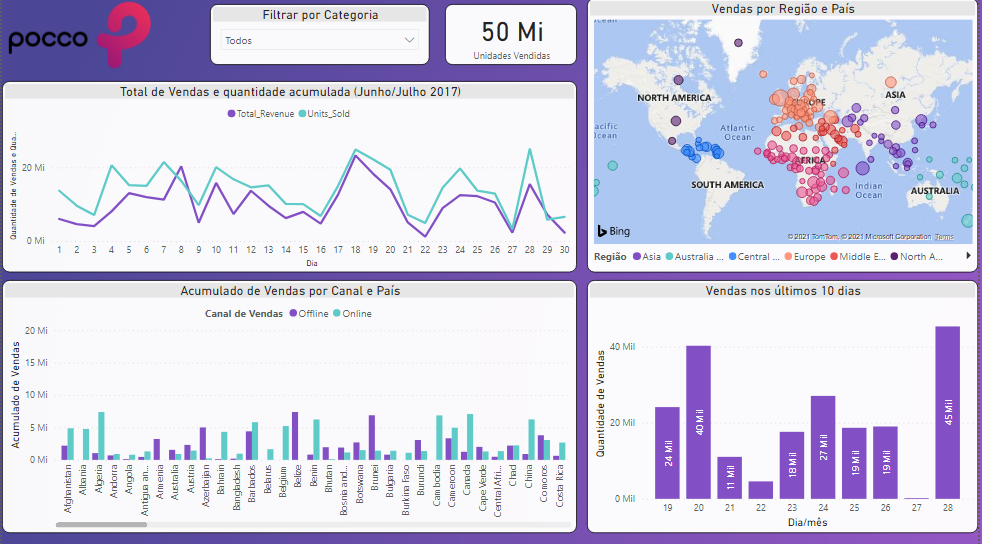 pocco
Filtrar por Categoria
Todos
50 Mi
Unidades Vendidas
Total de Vendas e quantidade acumulada (Junho/Julho 2017)
Total_Revenue Units_Sold
Quantidade de Vendas e Qua...
20 Mi
0 Mi
1 2 3 4 5 6 7 8 9 10 11 12 13 14 15 16 17 18 19 20 21 22 23 24 25 26 27 28 29 30
Dia
Vendas por Região e País
NORTH AMERICA
EUROPE
ASIA
acific
cean
Atlantic
Ocean
AFRICA
SOUTH AMERICA
Indian
Ocean
AUSTRALIA
Bing
© 2021 TomTom, © 2021 Microsoft Corporation Terms
Região Asia Australia ... Central ... Europe Middle E... North A...
Acumulado de Vendas por Canal e País
Canal de Vendas Offline Online
Acumulado de Vendas
20 Mi
15 Mi
10 Mi
5 Mi
0 Mi
Afghanistan
Albania
Algeria
Andorra
Angola
Antigua an...
Armenia
Australia
Austria
Azerbaijan
Bahrain
Bangladesh
Barbados
Belarus
Belgium
Belize
Benin
Bhutan
Bosnia and...
Botswana
Brunei
Bulgaria
Burkina Faso
Burundi
Cambodia
Cameroon
Canada
Cape Verde
Central Afri...
Chad
China
Comoros
Costa Rica
Vendas nos últimos 10 dias
Quantidade de Vendas
40 Mil
20 Mil
0 Mil
24 Mil
40 Mil
11 Mil
18 Mil
27 Mil
19 Mil
19 Mil
45 Mil
19 20 21 22 23 24 25 26 27 28
Dia/mês